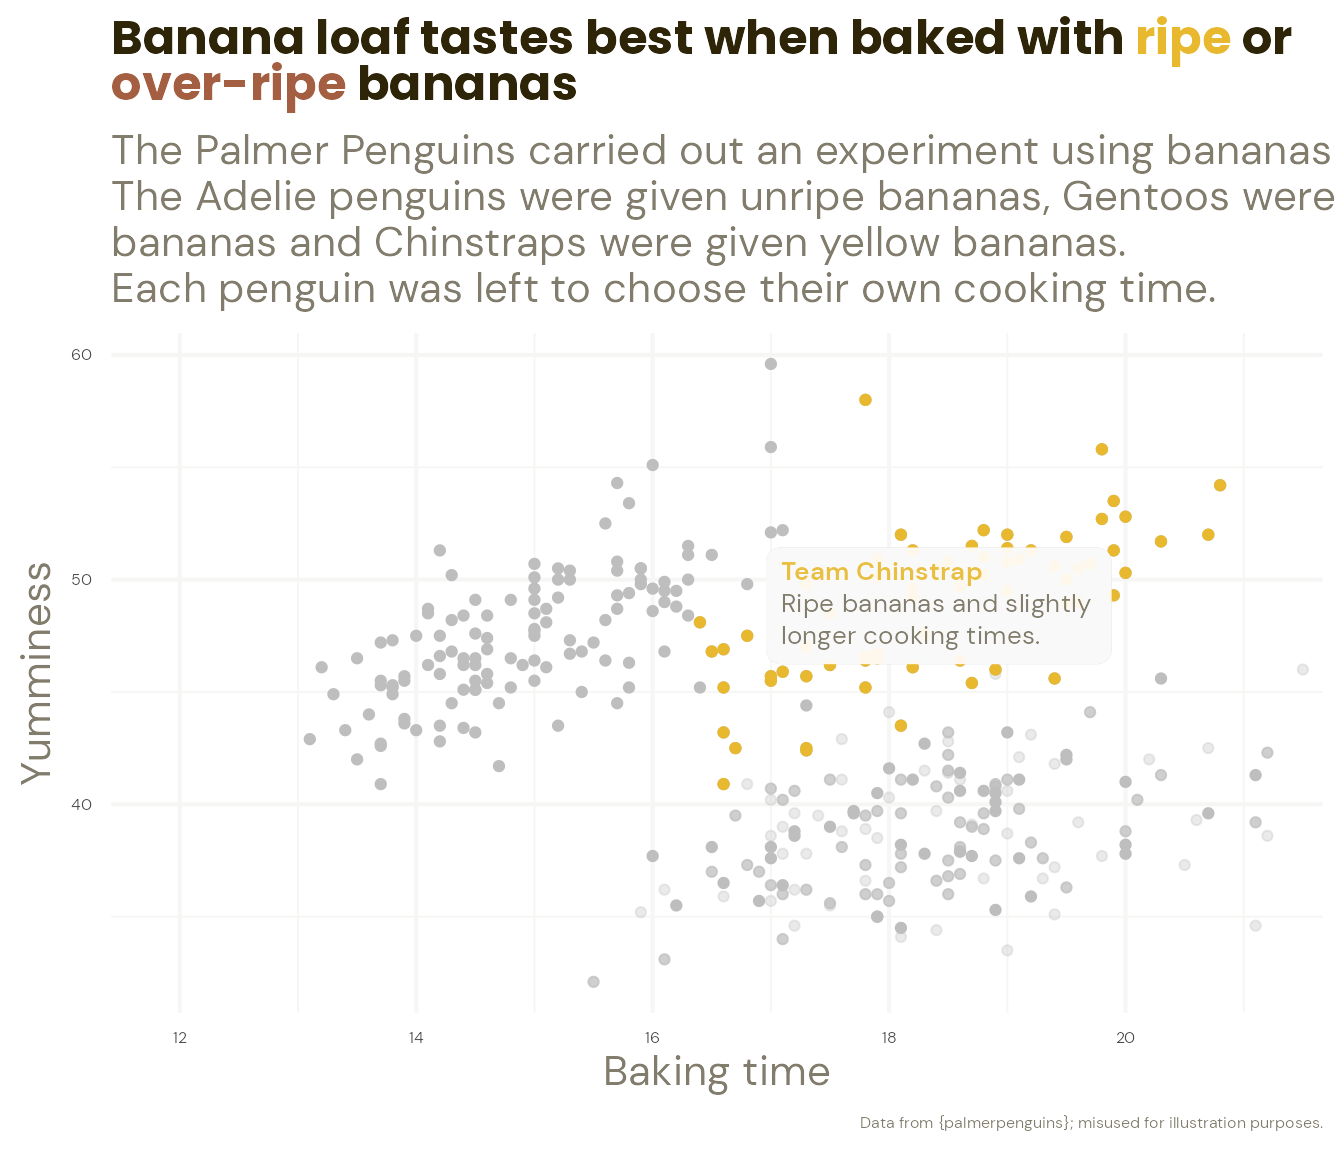 Banana loaf tastes best when baked with ripe or
over-ripe bananas
The Palmer Penguins carried out an experiment using bananas
The Adelie penguins were given unripe bananas, Gentoos were
bananas and Chinstraps were given yellow bananas.
Each penguin was left to choose their own cooking time.
60
50
40
Yumminess
Team Chinstrap
Ripe bananas and slightly
longer cooking times.
12 14 16 18 20
Baking time
Data from {palmerpenguins}; misused for illustration purposes.